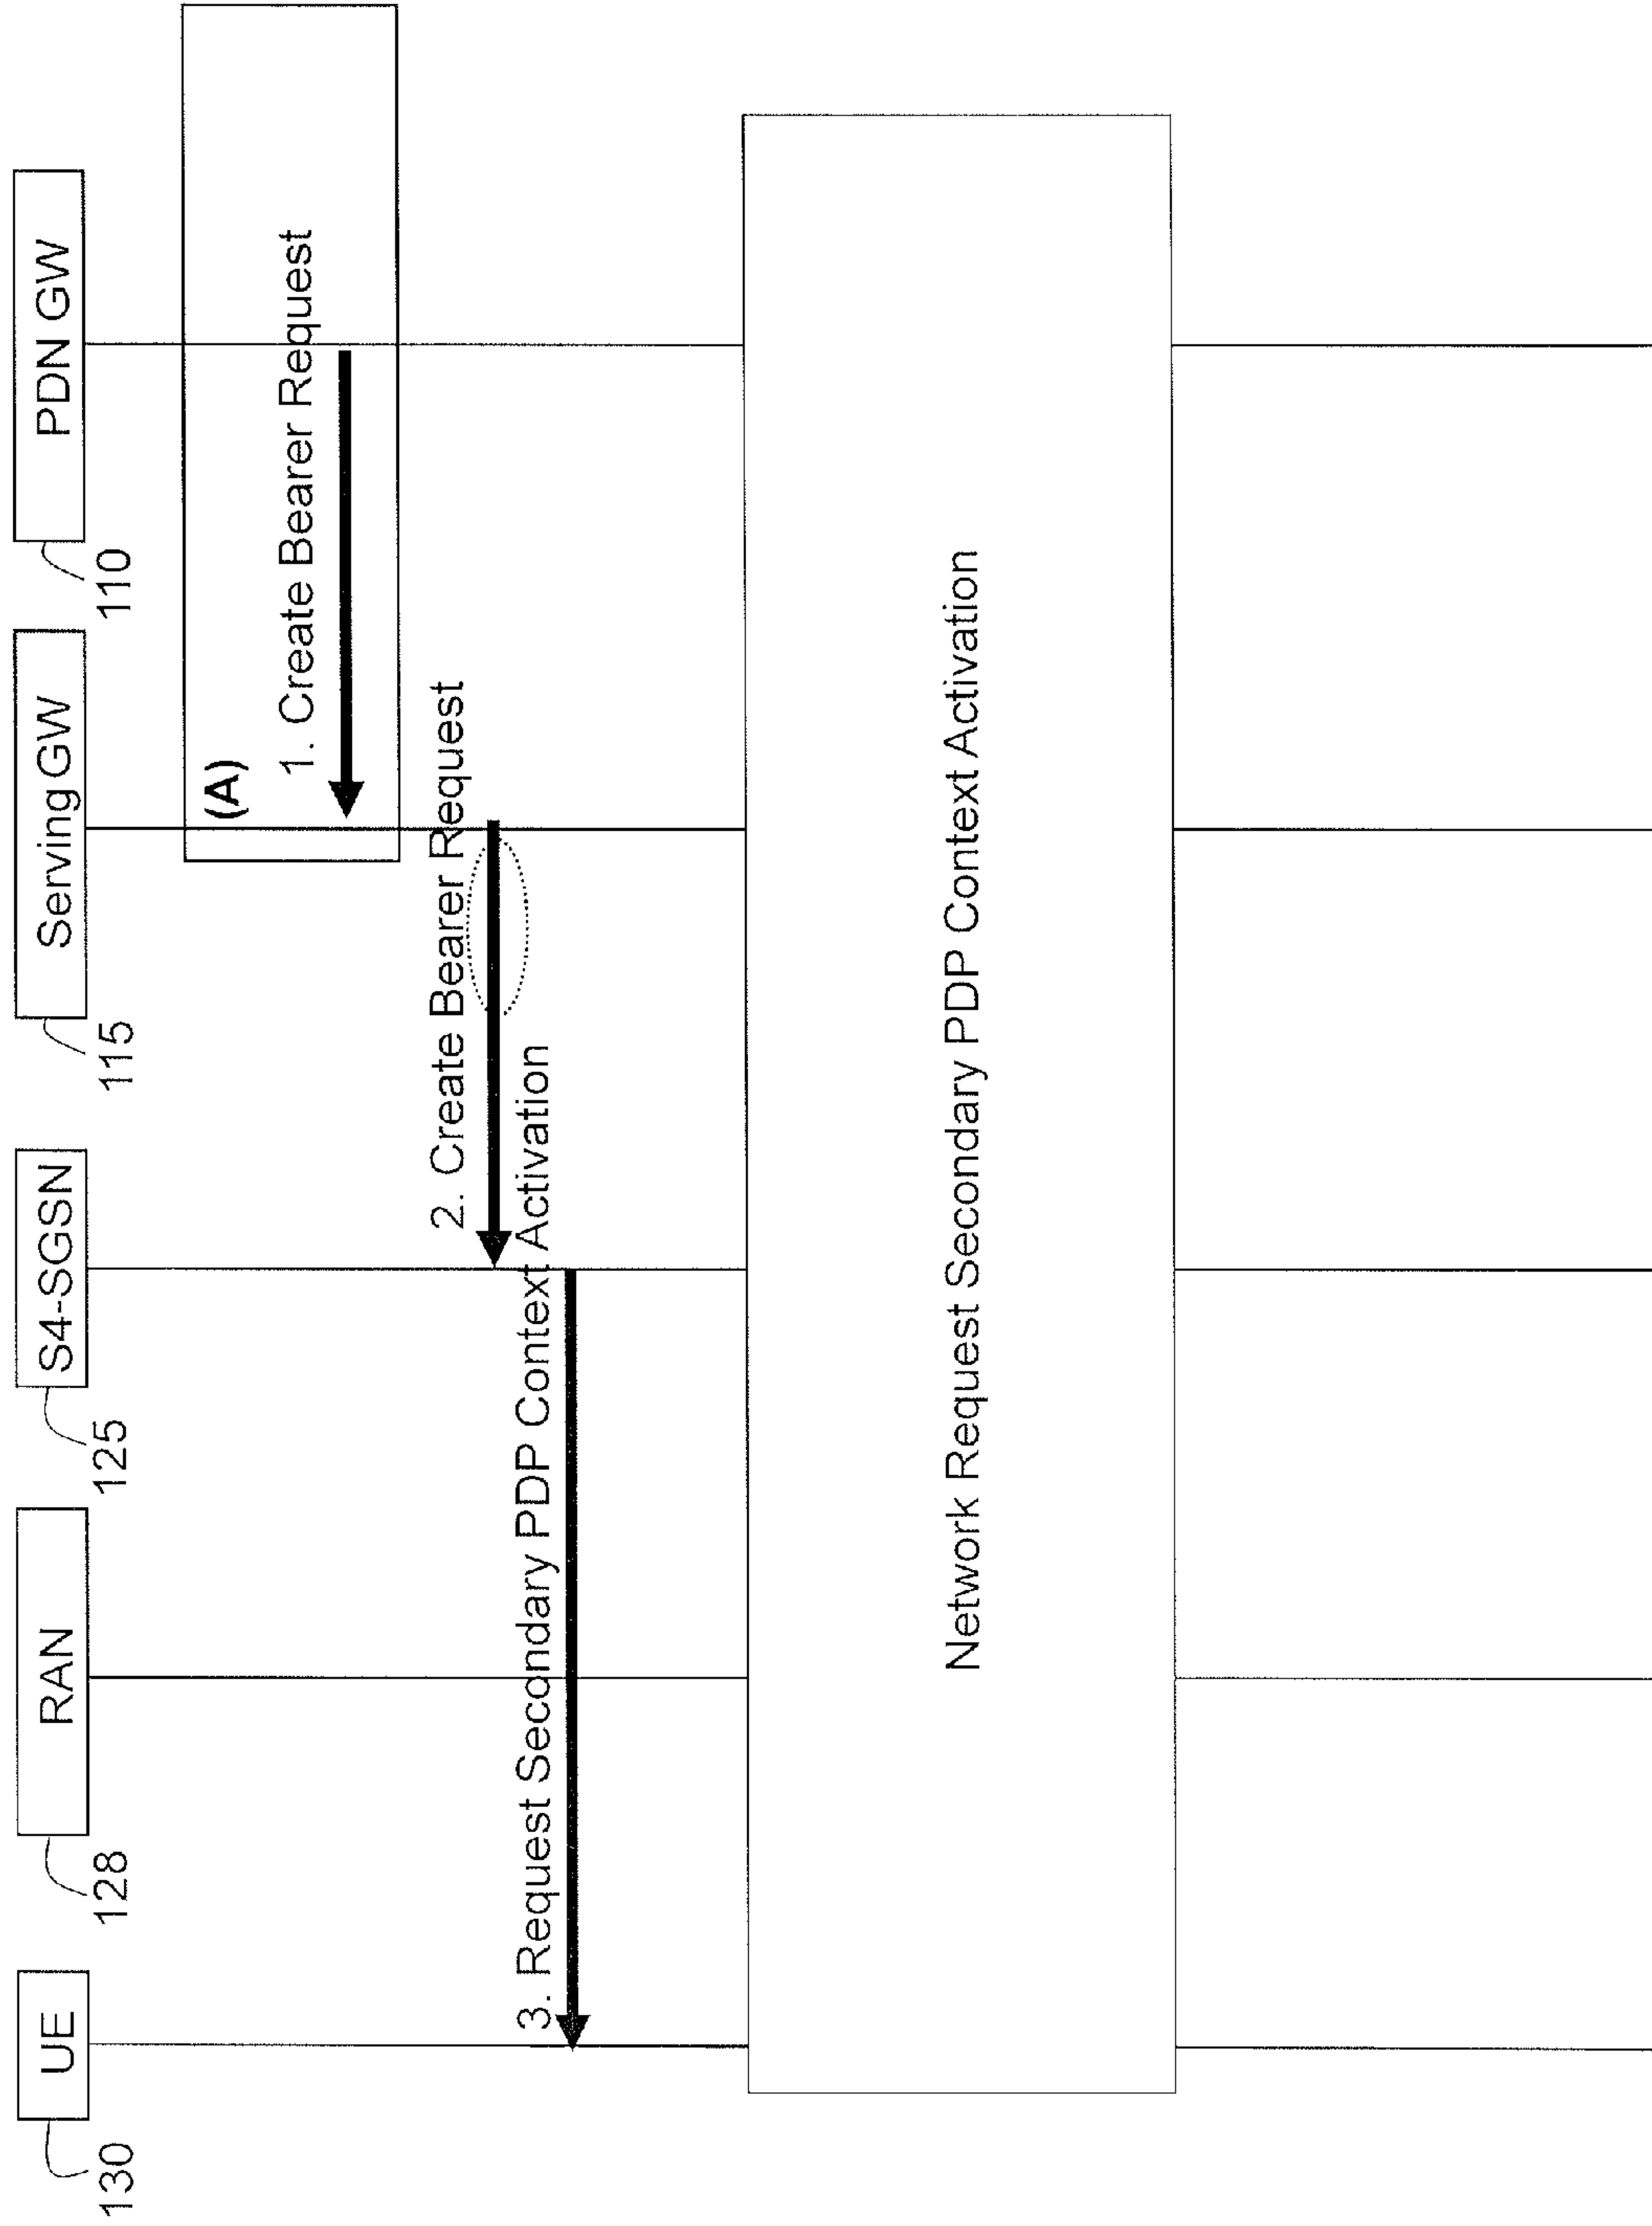 UE
RAN
S4-SGSN
Serving GW
PDN GW
130
128
125
115
110
(A)
1. Create Bearer Request
2. Create Bearer Request
3. Request Secondary PDP Context Activation
Network Request Secondary PDP Context Activation